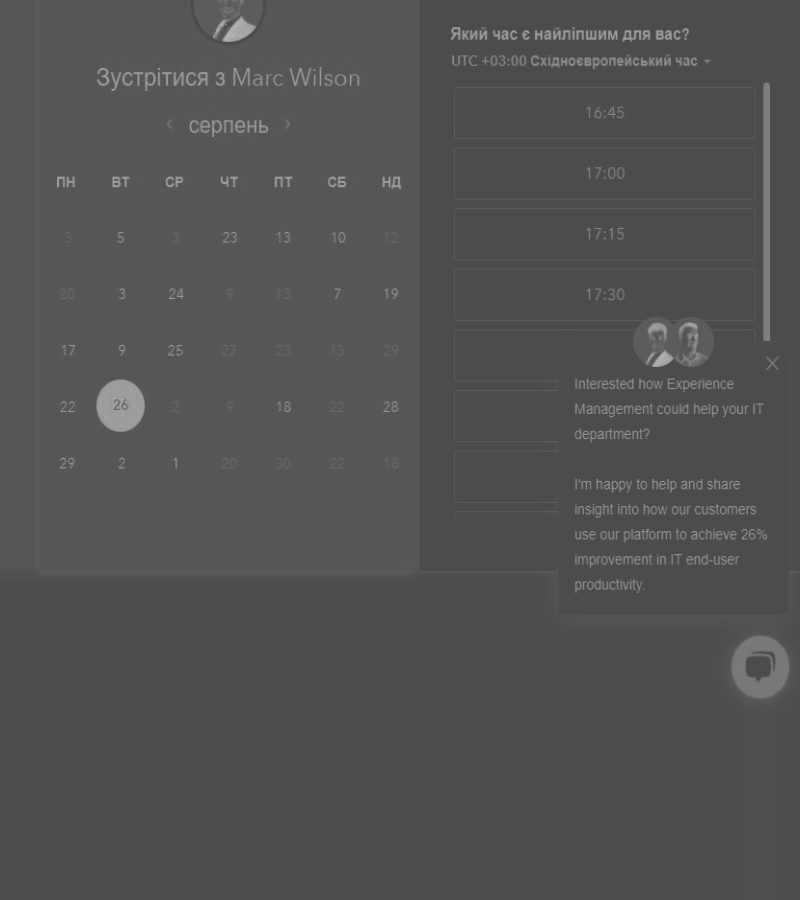 Зустрітися з Marc Wilson
серпень
ПН ВТ СР ЧТ ПТ СБ НД
3 5 3 23 13 10 12
20 3 24 9 13 7 19
17 9 25 27 23 13 29
22 26 2 9 18 22 28
29 2 1 20 30 22 18
Який час є найліпшим для вас?
UTC +03:00 Східноєвропейський час
16:45
17:00
17:15
17:30
Interested how Experience
Management could help your IT
department?
I'm happy to help and share
insight into how our customers
use our platform to achieve 26%
improvement in IT end-user
productivity.